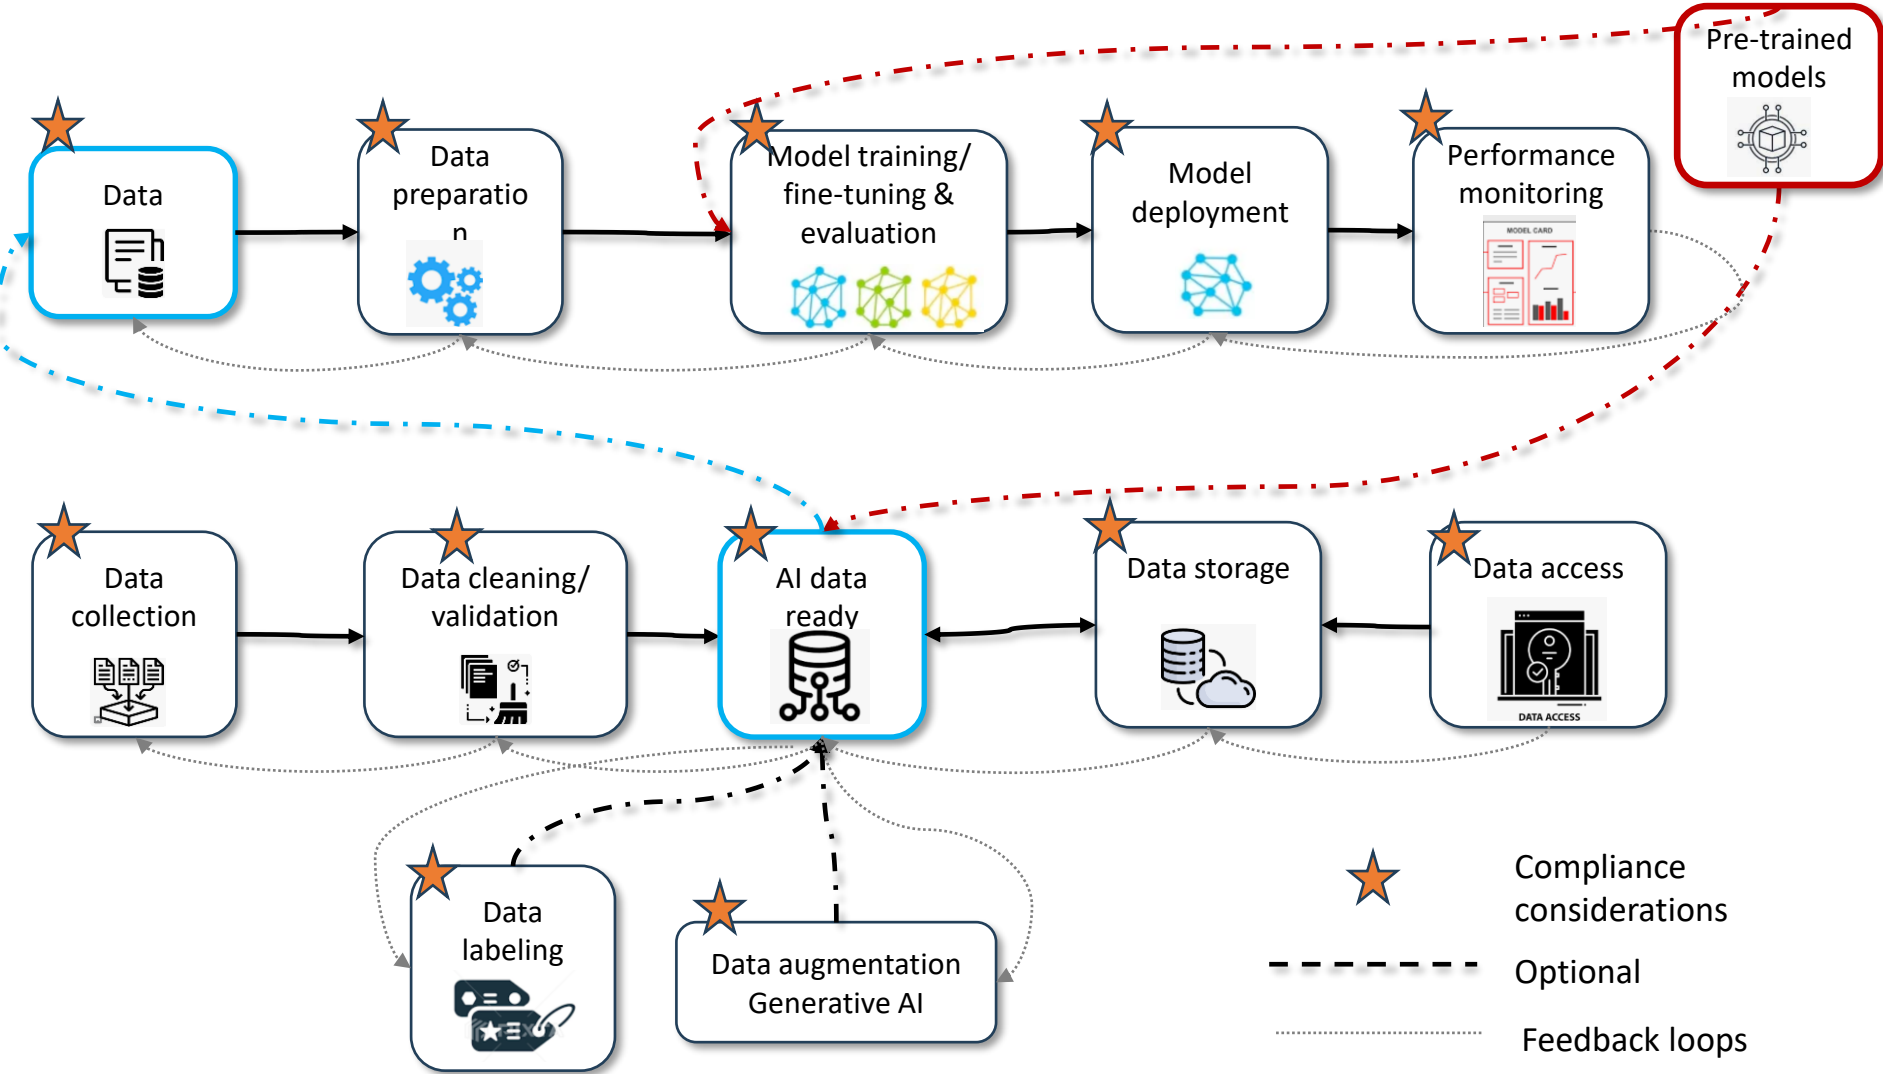 Pre-trained
models
Data
Data
preparatio
n
Model training/
fine-tuning &
evaluation
Model
deployment
Performance
monitoring
MODEL CARD
Data
collection
Data cleaning/
validation
AI data
ready
Data storage
Data access
DATA ACCESS
Data
labeling
Data augmentation
Generative AI
Compliance
considerations
Optional
Feedback loops